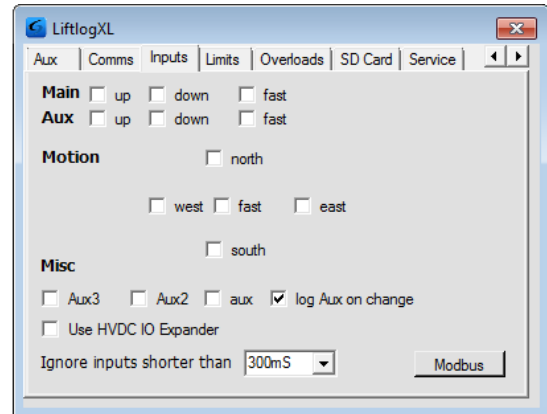 LiftlogXL
Aux Comms Inputs Limits Overloads SD Card Service
Main up down fast
Aux up down fast
Motion north
west fast east
south
Misc
Aux3 Aux2 aux log Aux on change
Use HVDC IO Expander
Ignore inputs shorter than 300mS Modbus